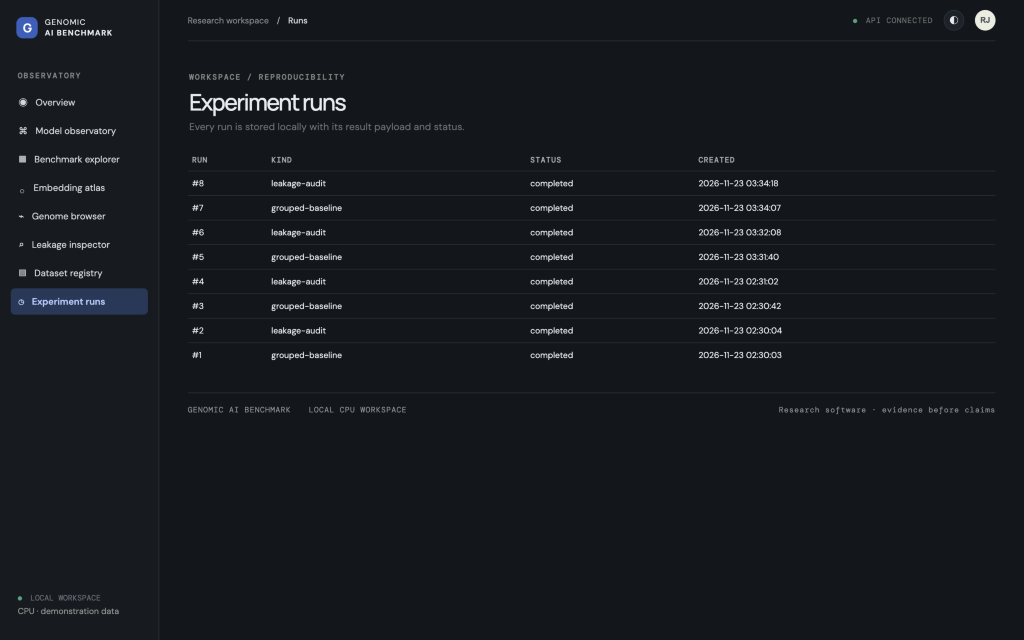 G
GENOMIC
AI BENCHMARK
OBSERVATORY
Overview
Model observatory
Benchmark explorer
Embedding atlas
Genome browser
Leakage inspector
Dataset registry
Experiment runs
LOCAL WORKSPACE
CPU · demonstration data
Research workspace / Runs
API CONNECTED
RJ
WORKSPACE / REPRODUCIBILITY
Experiment runs
Every run is stored locally with its result payload and status.
RUN KIND STATUS CREATED
#8 leakage-audit completed 2026-11-23 03:34:18
#7 grouped-baseline completed 2026-11-23 03:34:07
#6 leakage-audit completed 2026-11-23 03:32:08
#5 grouped-baseline completed 2026-11-23 03:31:40
#4 leakage-audit completed 2026-11-23 02:31:02
#3 grouped-baseline completed 2026-11-23 02:30:42
#2 leakage-audit completed 2026-11-23 02:30:04
#1 grouped-baseline completed 2026-11-23 02:30:03
GENOMIC AI BENCHMARK LOCAL CPU WORKSPACE Research software · evidence before claims